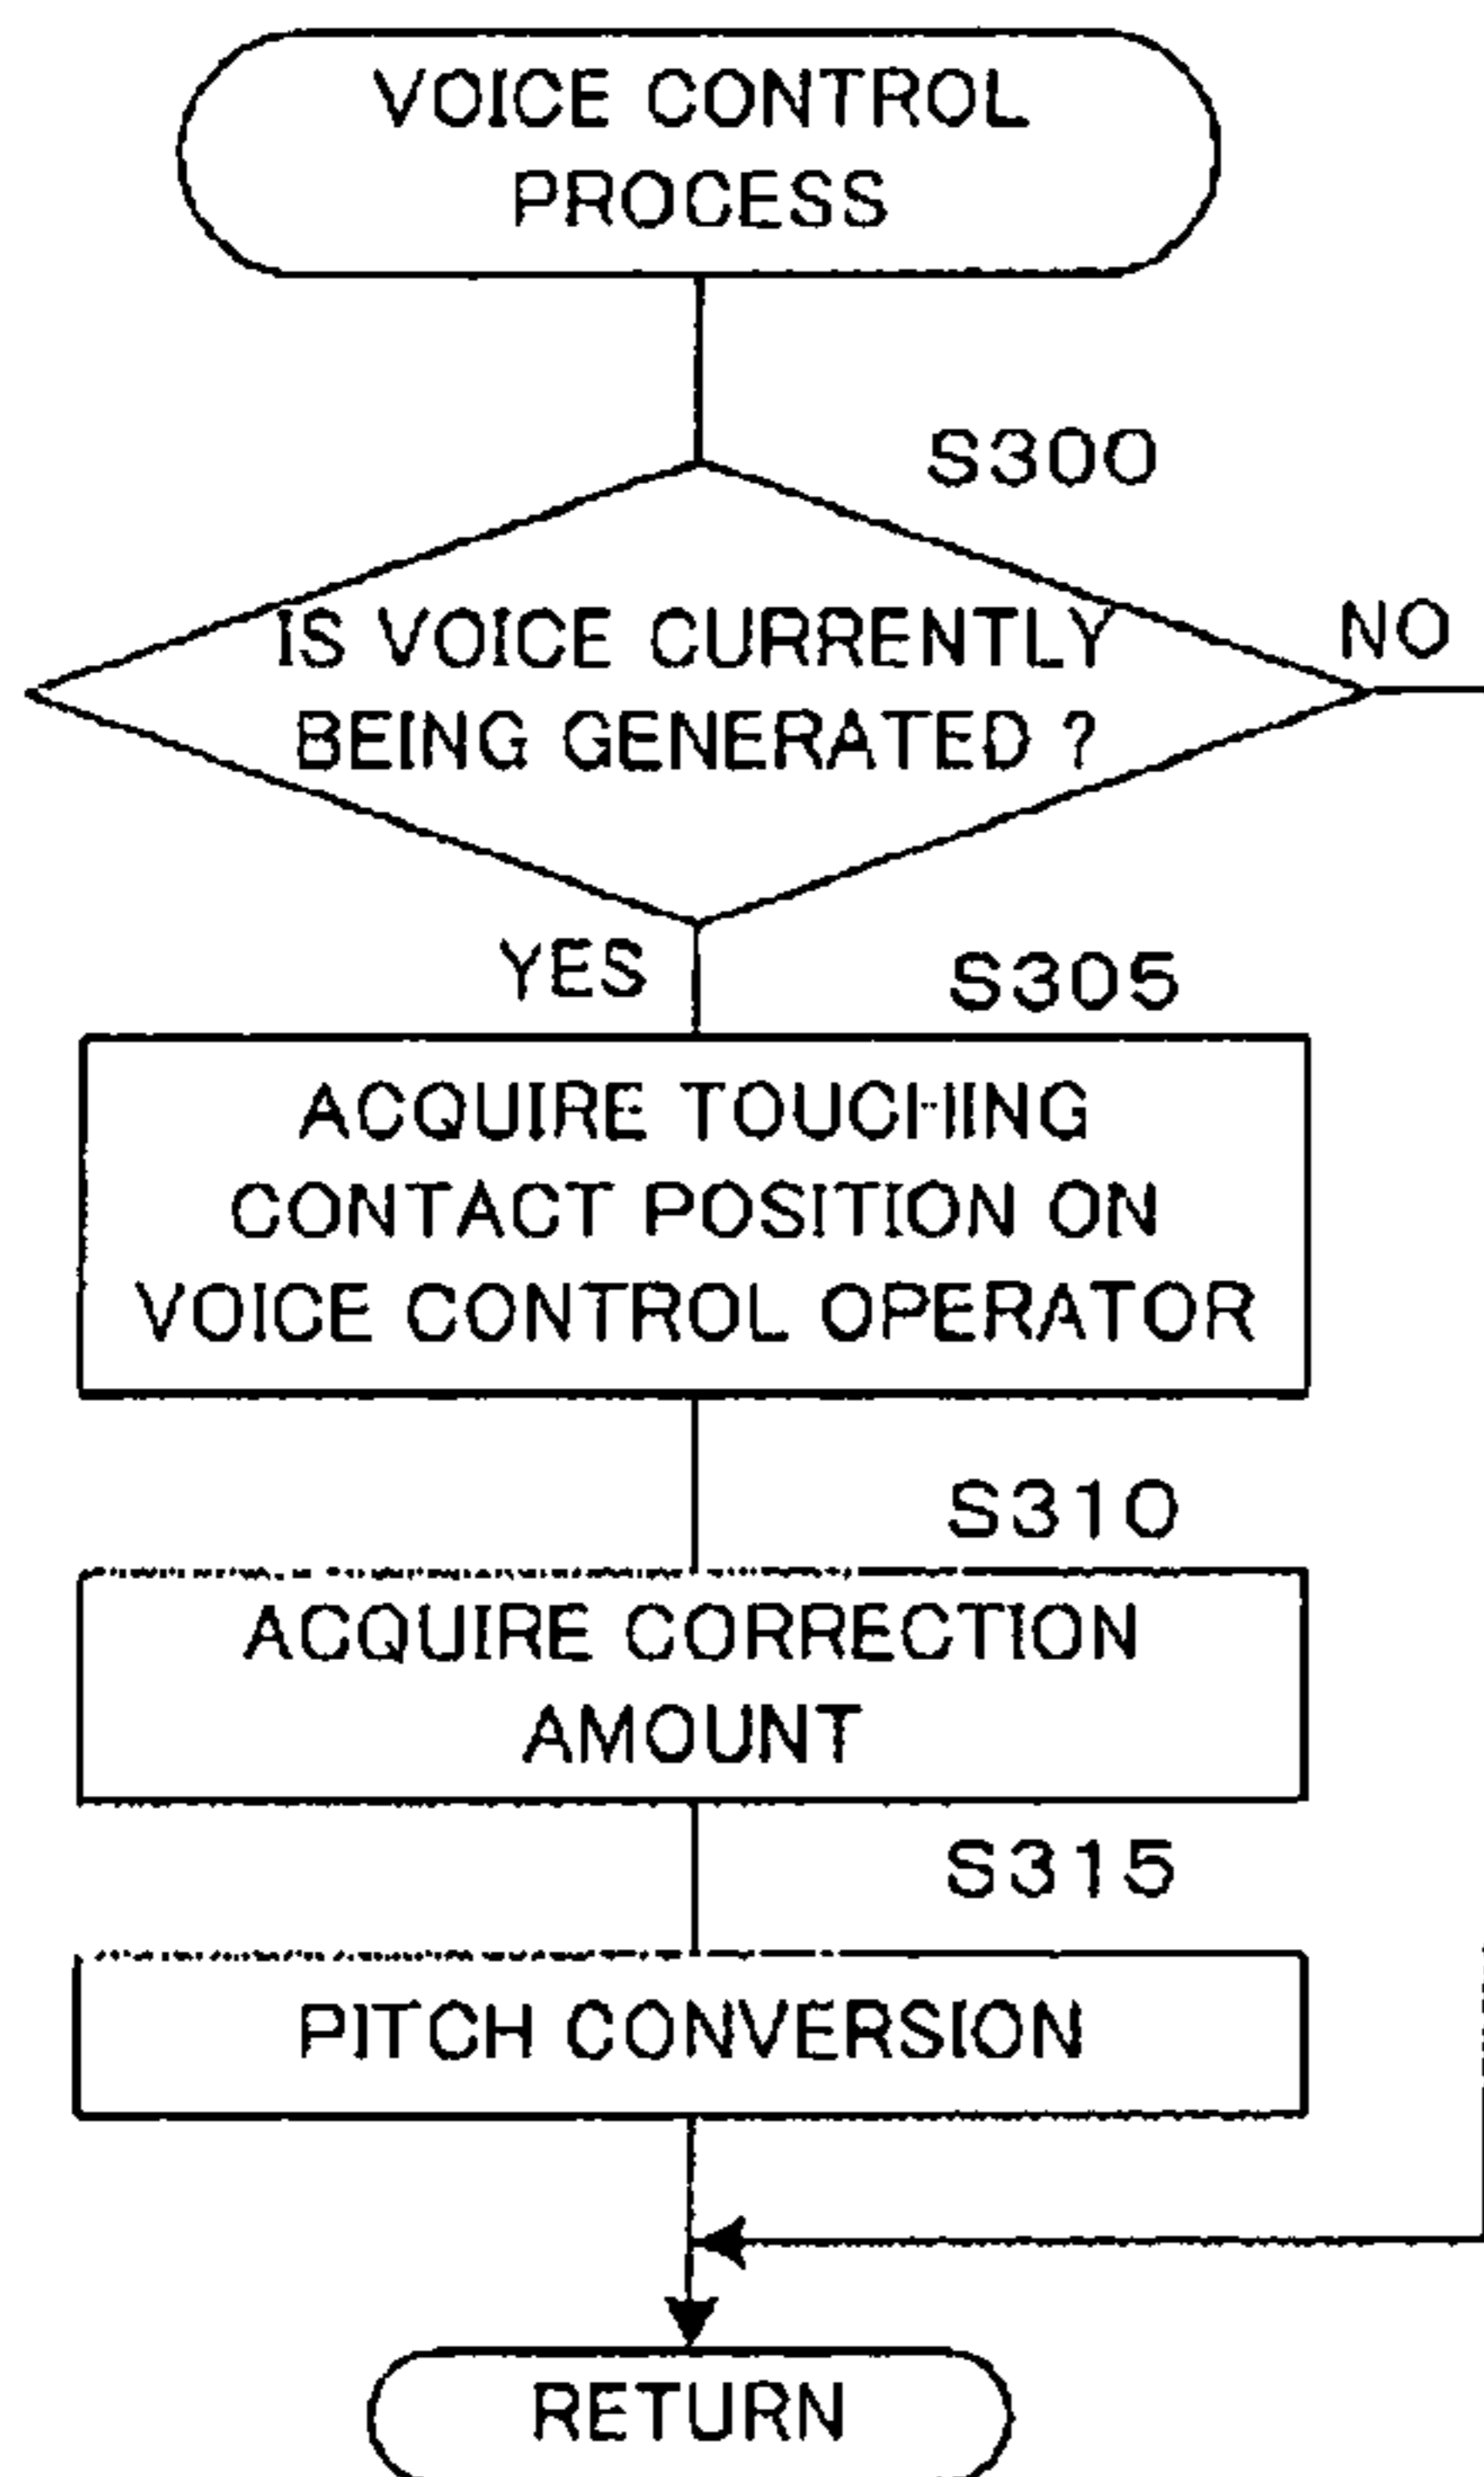 VOICE CONTROL
PROCESS
S300
IS VOICE CURRENTLY
BEING GENERATED ?
NO
YES
S305
ACQUIRE TOUCHING
CONTACT POSITION ON
VOICE CONTROL OPERATOR
S310
ACQUIRE CORRECTION
AMOUNT
S315
PITCH CONVERSION
RETURN